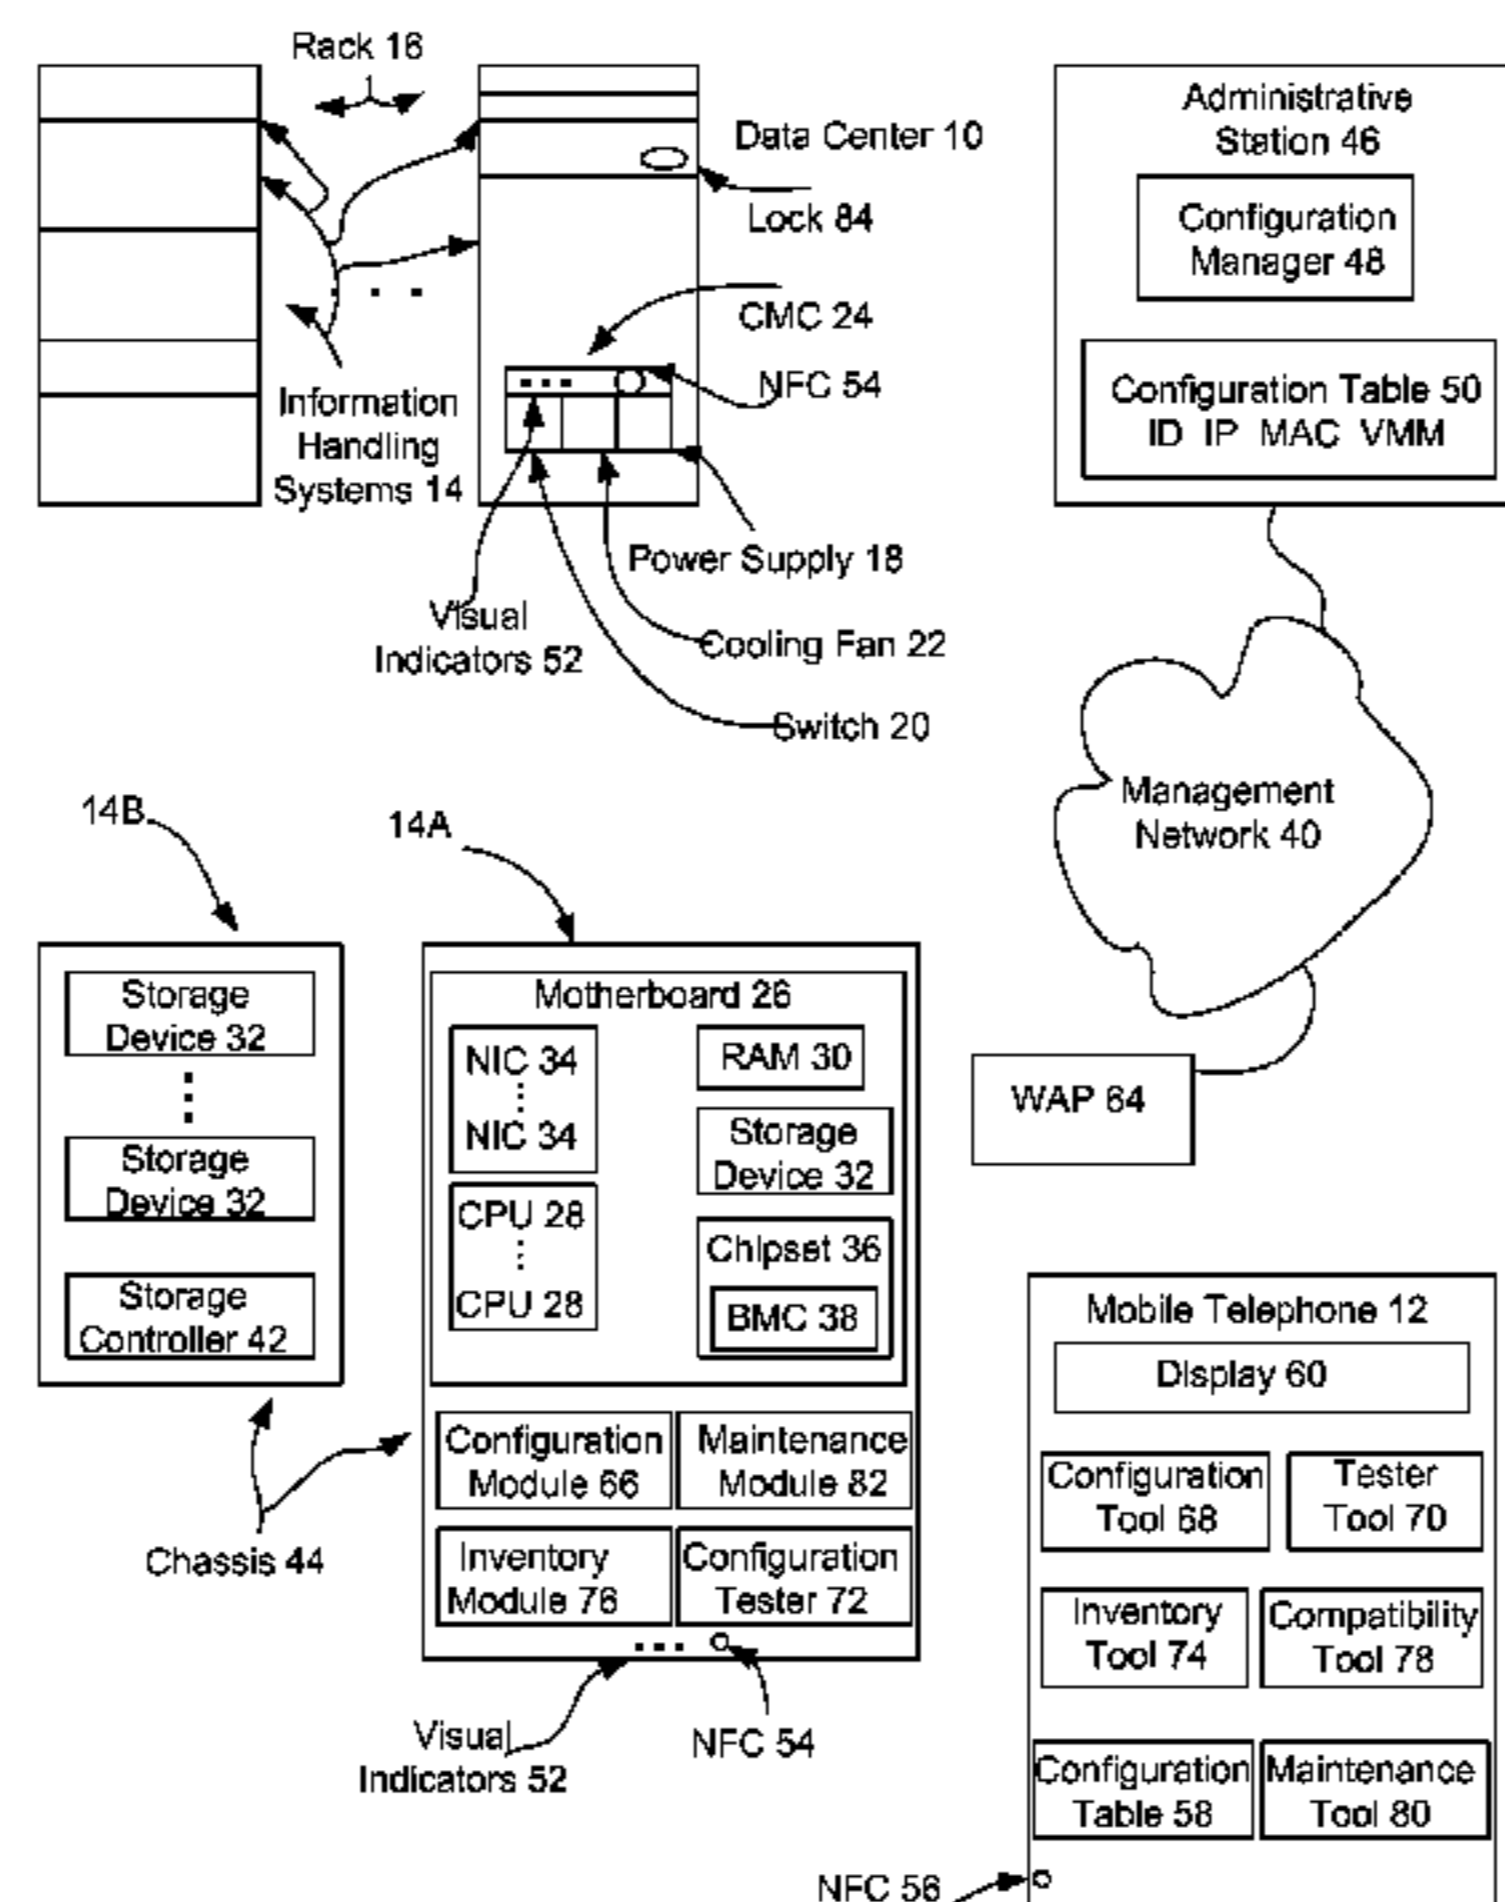 Rack 16
Data Center 10
Lock 84
CMC 24
NFC 54
Information
Handling
Systems 14
Power Supply 18
Visual
Indicators 52
Cooling Fan 22
Switch 20
Administrative
Station 46
Configuration
Manager 48
Configuration Table 50
ID IP MAC VMM
Management
Network 40
WAP 64
14B
14A
Storage
Device 32
Storage
Device 32
Storage
Controller 42
Chassis 44
Motherboard 26
NIC 34
NIC 34
CPU 28
CPU 28
RAM 30
Storage
Device 32
Chipset 36
BMC 38
Configuration
Module 66
Maintenance
Module 82
Inventory
Module 76
Configuration
Tester 72
Visual
Indicators 52
NFC 54
Mobile Telephone 12
Display 60
Configuration
Tool 68
Tester
Tool 70
Inventory
Tool 74
Compatibility
Tool 78
Configuration
Table 58
Maintenance
Tool 80
NFC 56